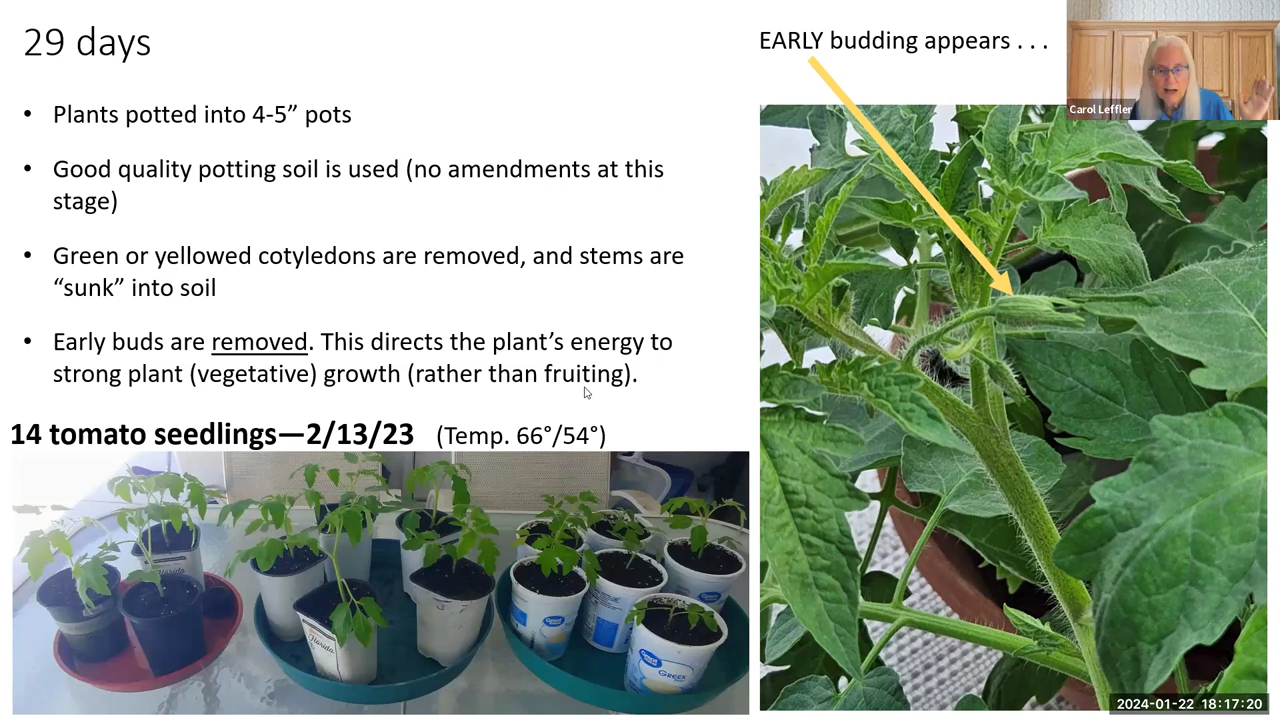 29 days
EARLY budding appears . . .
Carol Leffler
• Plants potted into 4-5” pots
• Good quality potting soil is used (no amendments at this
stage)
• Green or yellowed cotyledons are removed, and stems are
“sunk” into soil
• Early buds are removed. This directs the plant’s energy to
strong plant (vegetative) growth (rather than fruiting).
14 tomato seedlings—2/13/23 (Temp. 66°/54°)
Florida
Florida
Great
Great
Great
GREEK
2024-01-22 18:17:20